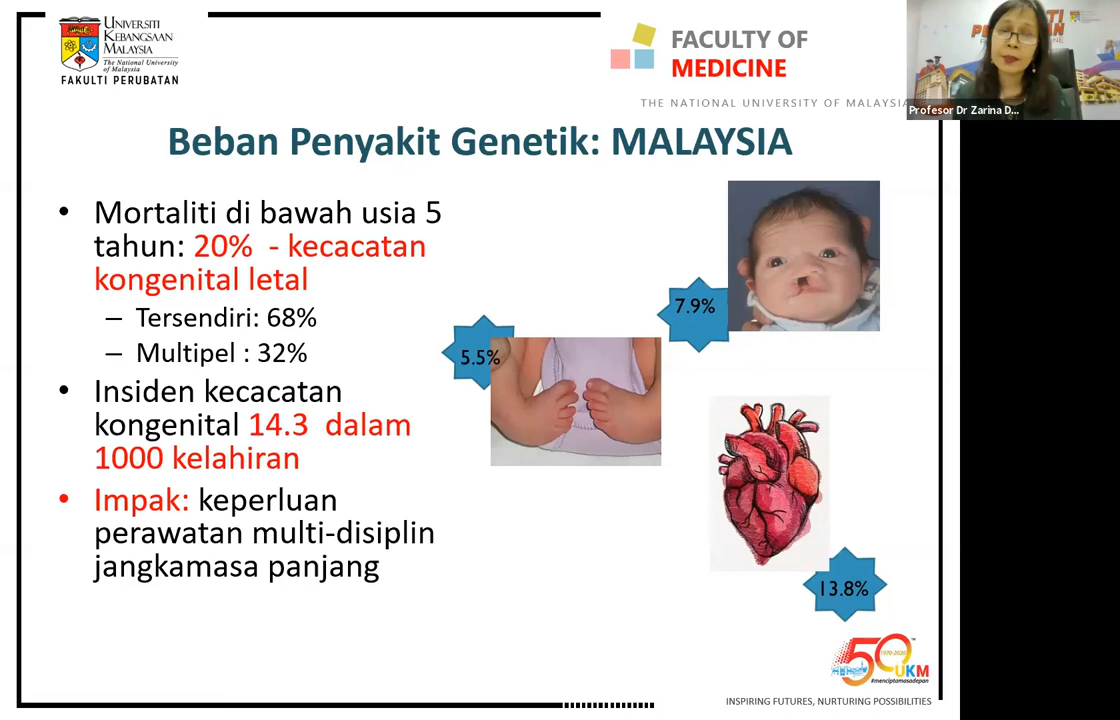 UNIVERSITI
KEBANGSAAN
MALAYSIA
The National University
of Malaysia
FAKULTI PERUBATAN
FACULTY OF
MEDICINE
THE NATIONAL UNIVERSITY OF MALAYSIA
Profesor Dr Zarina D...
Beban Penyakit Genetik: MALAYSIA
• Mortaliti di bawah usia 5
tahun: 20% - kecacatan
kongenital letal
– Tersendiri: 68%
– Multipel : 32%
• Insiden kecacatan
kongenital 14.3 dalam
1000 kelahiran
• Impak: keperluan
perawatan multi-disiplin
jangkamasa panjang
7.9%
5.5%
13.8%
50
1970-2020
UKM
#menciptamasadepan
INSPIRING FUTURES, NURTURING POSSIBILITIES